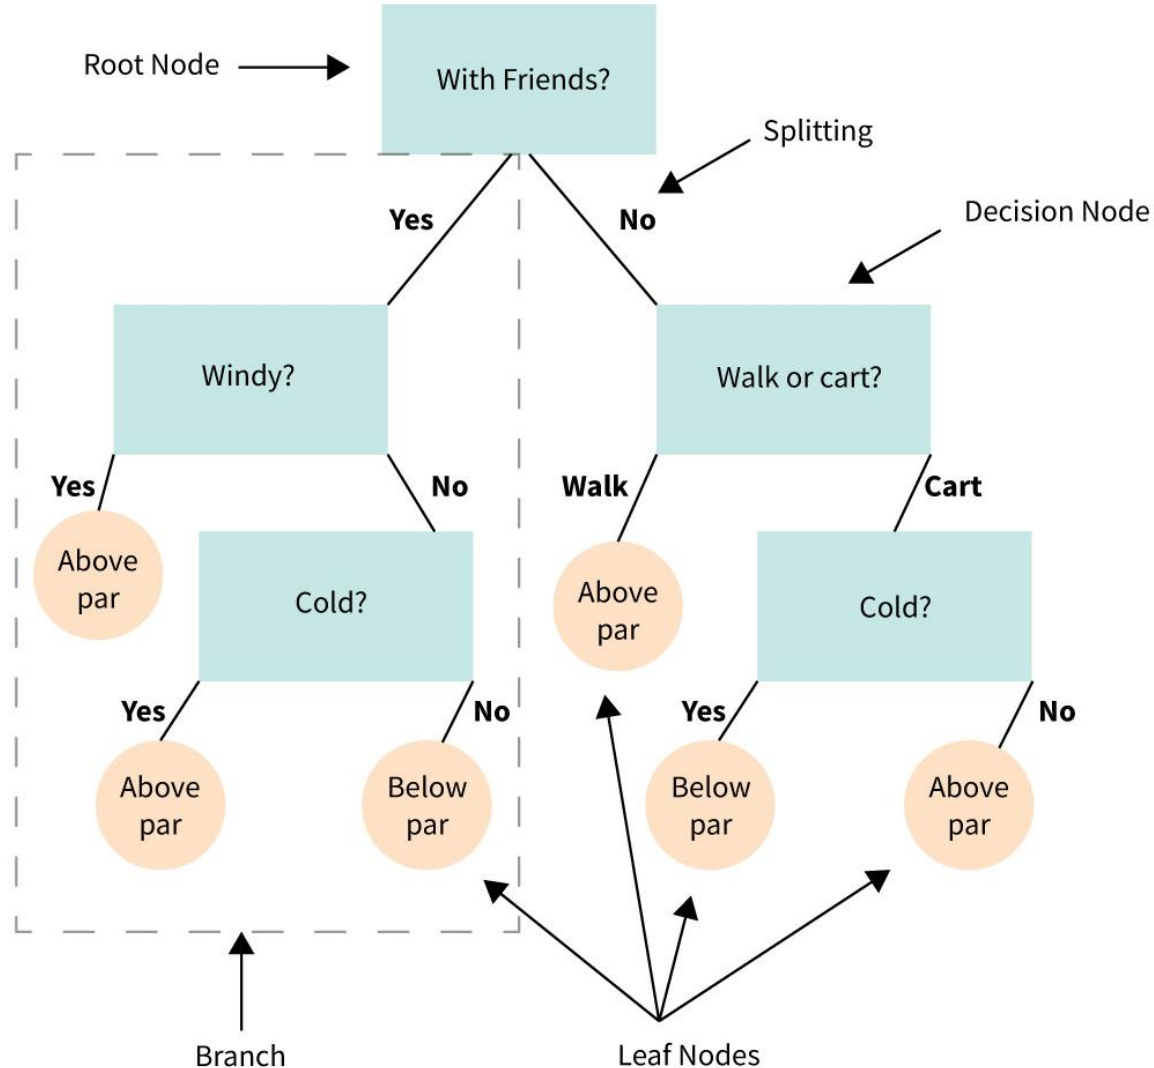 Root Node
With Friends?
Splitting
Yes
No
Decision Node
Windy?
Walk or cart?
Yes
No
Walk
Cart
Above
par
Cold?
Above
par
Cold?
Yes
No
Yes
No
Above
par
Below
par
Below
par
Above
par
Branch
Leaf Nodes